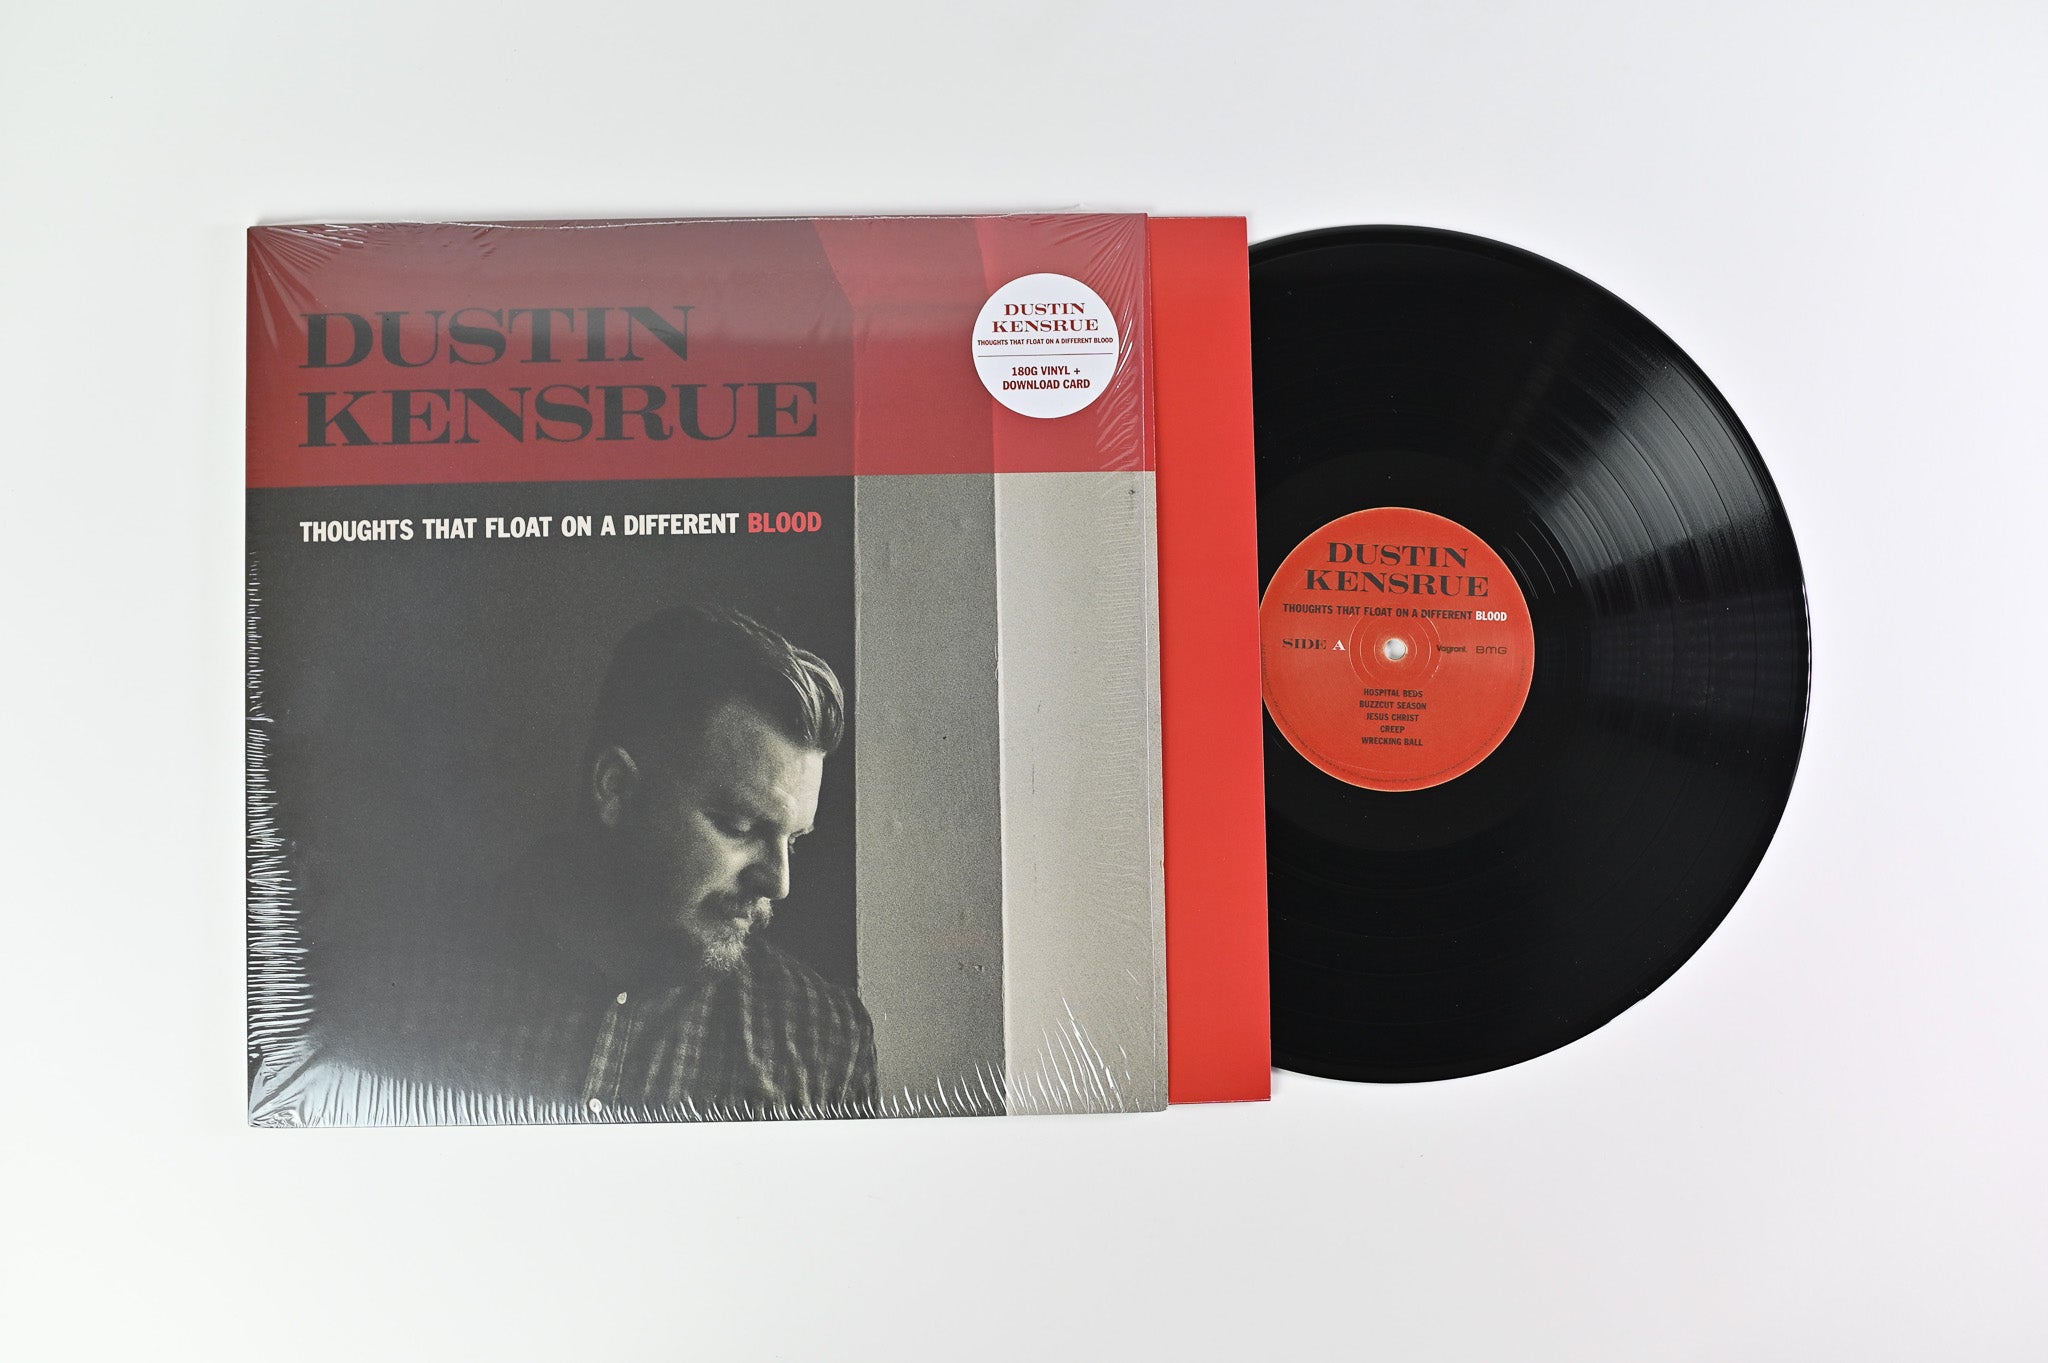 DUSTIN
KENSRUE
THOUGHTS THAT FLOAT ON A DIFFERENT BLOOD
DUSTIN
KENSRUE
THOUGHTS THAT FLOAT ON A DIFFERENT BLOOD
180G VINYL +
DOWNLOAD CARD
DUSTIN
KENSRUE
THOUGHTS THAT FLOAT ON A DIFFERENT BLOOD
SIDE A
Vagrant. BMG
HOSPITAL BEDS
BUZZCUT SEASON
JESUS CHRIST
CREEP
WRECKING BALL